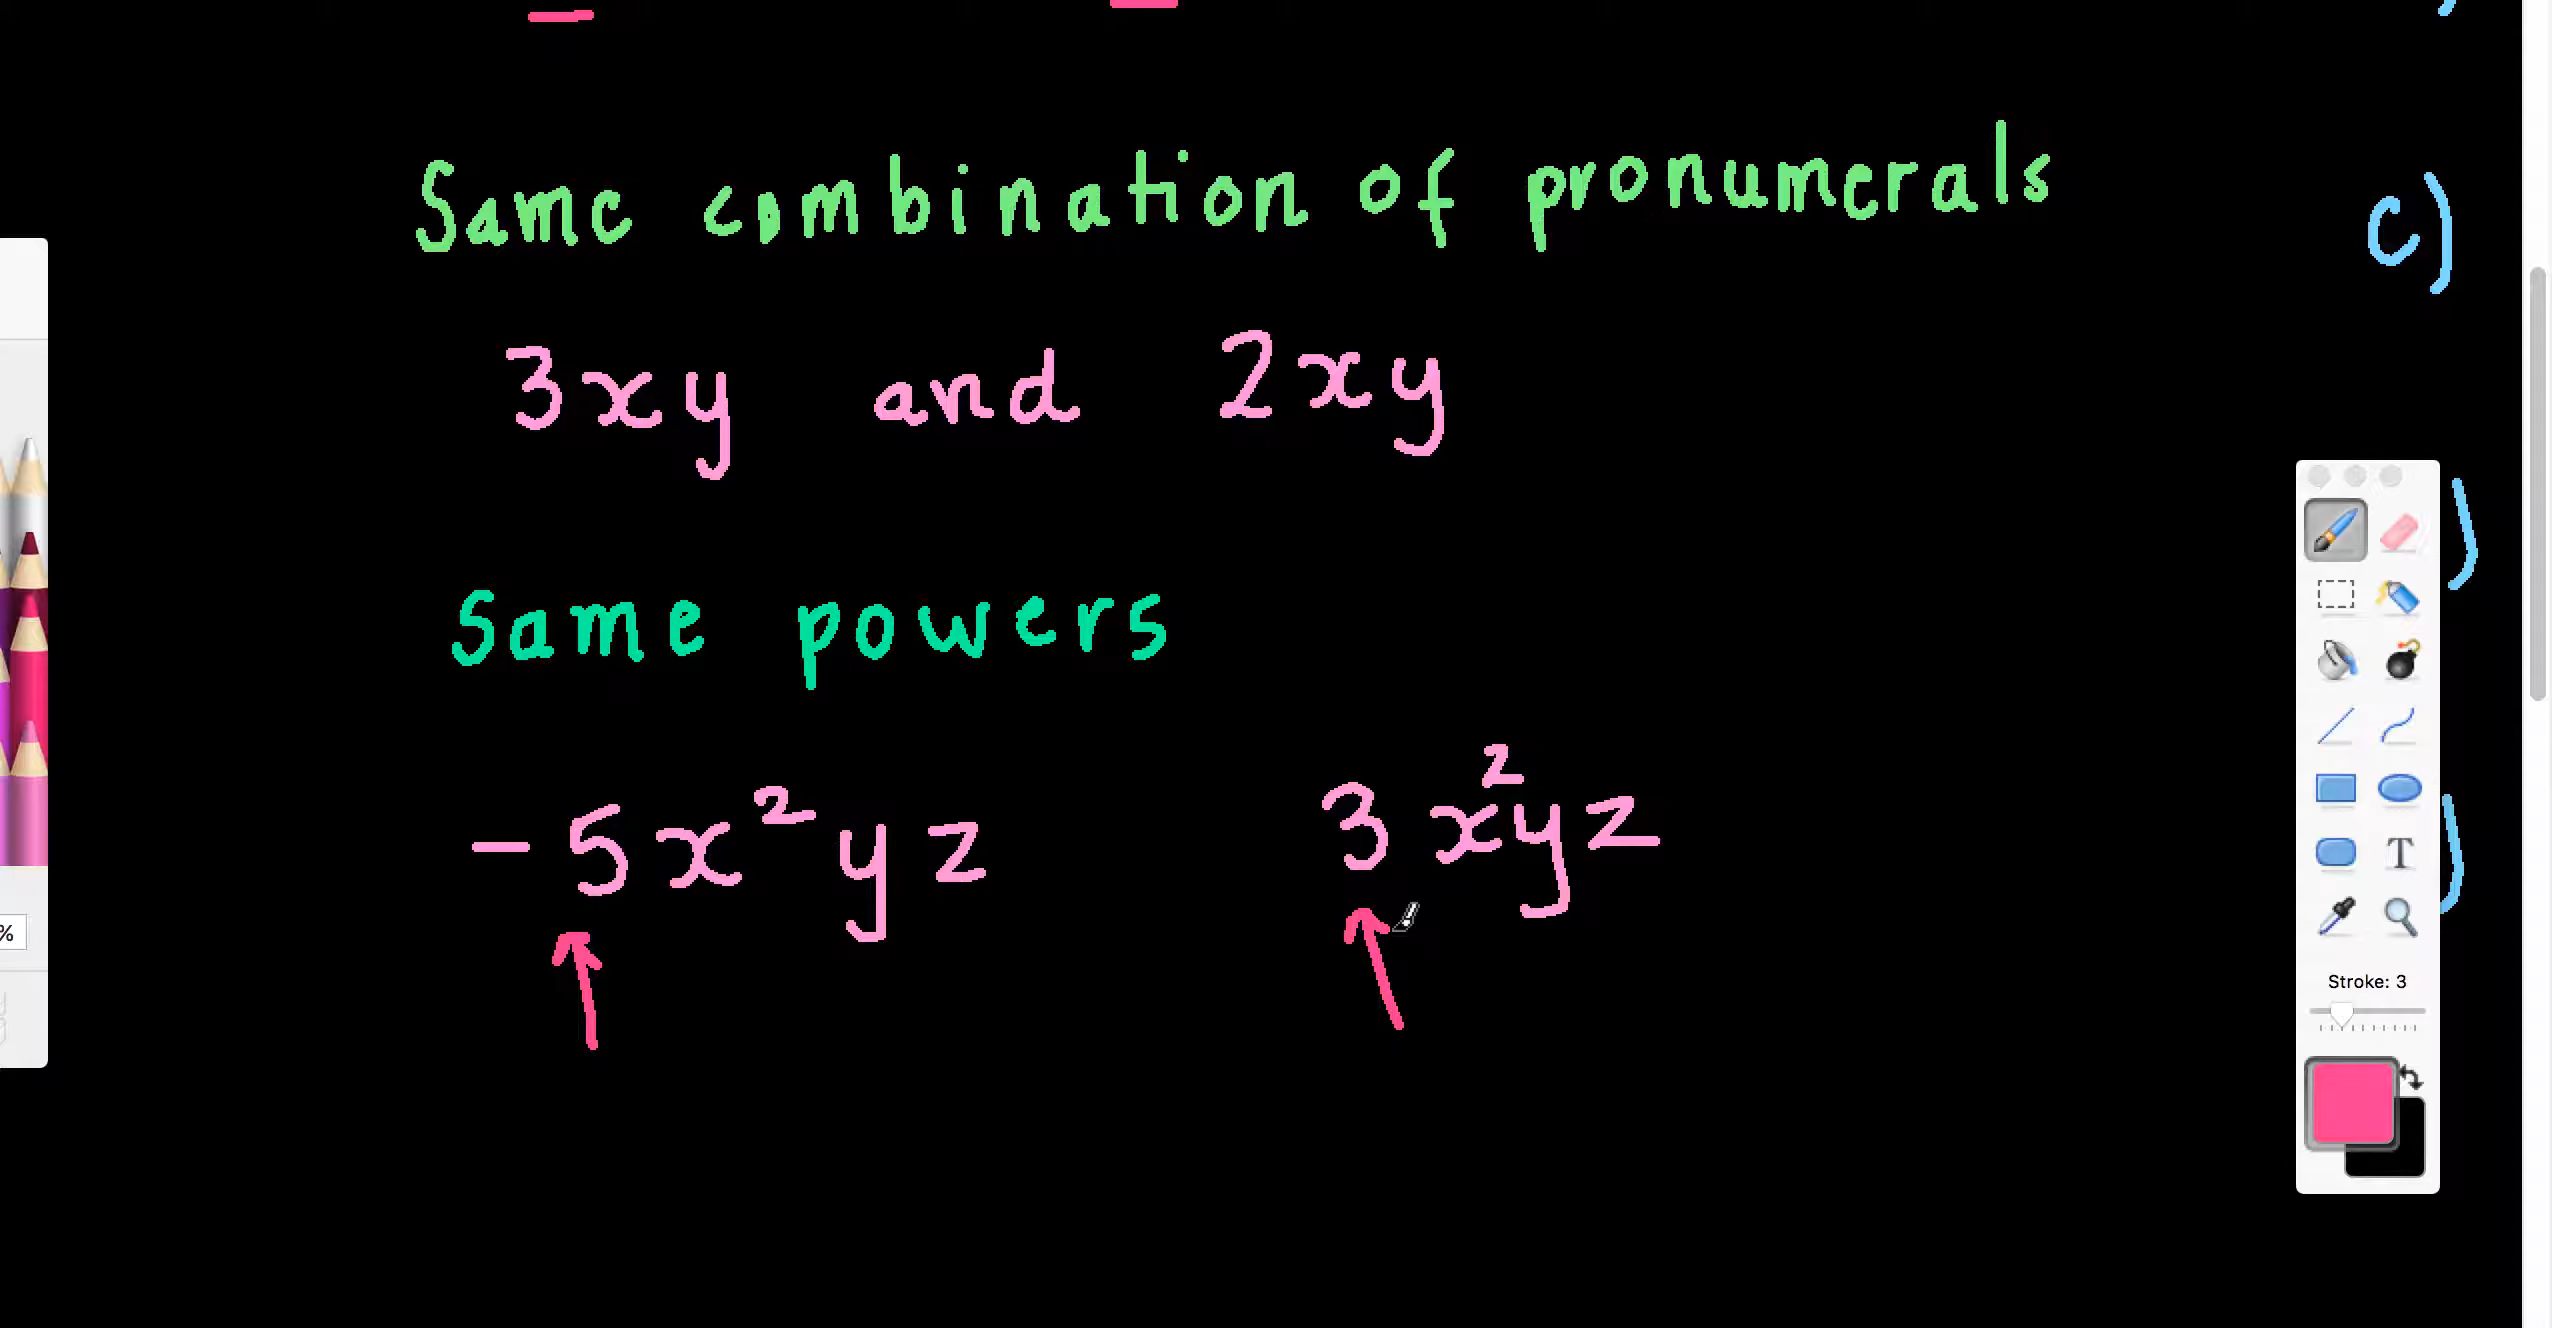 Same combination of pronumerals
c)
3xy and 2xy
)
Same powers
-5x²yz 3x²yz
)
%
T
Stroke: 3